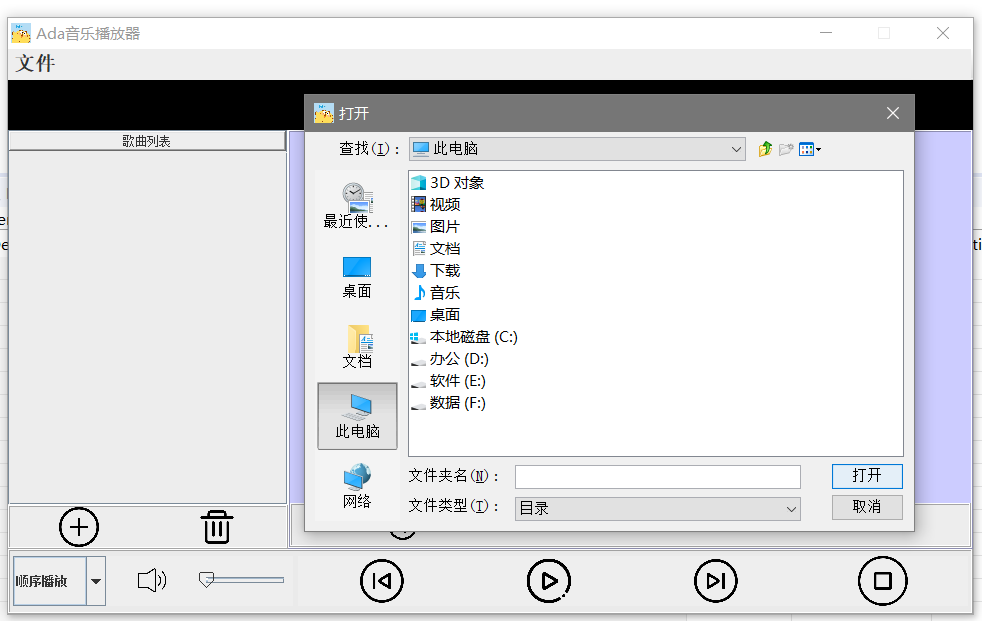 Ada音乐播放器
文件
打开
歌曲列表
查找(I)：
此电脑
最近使...
桌面
文档
此电脑
网络
3D 对象
视频
图片
文档
下载
音乐
桌面
本地磁盘 (C:)
办公 (D:)
软件 (E:)
数据 (F:)
文件夹名(N)：
打开
文件类型(T)：
目录
取消
顺序播放